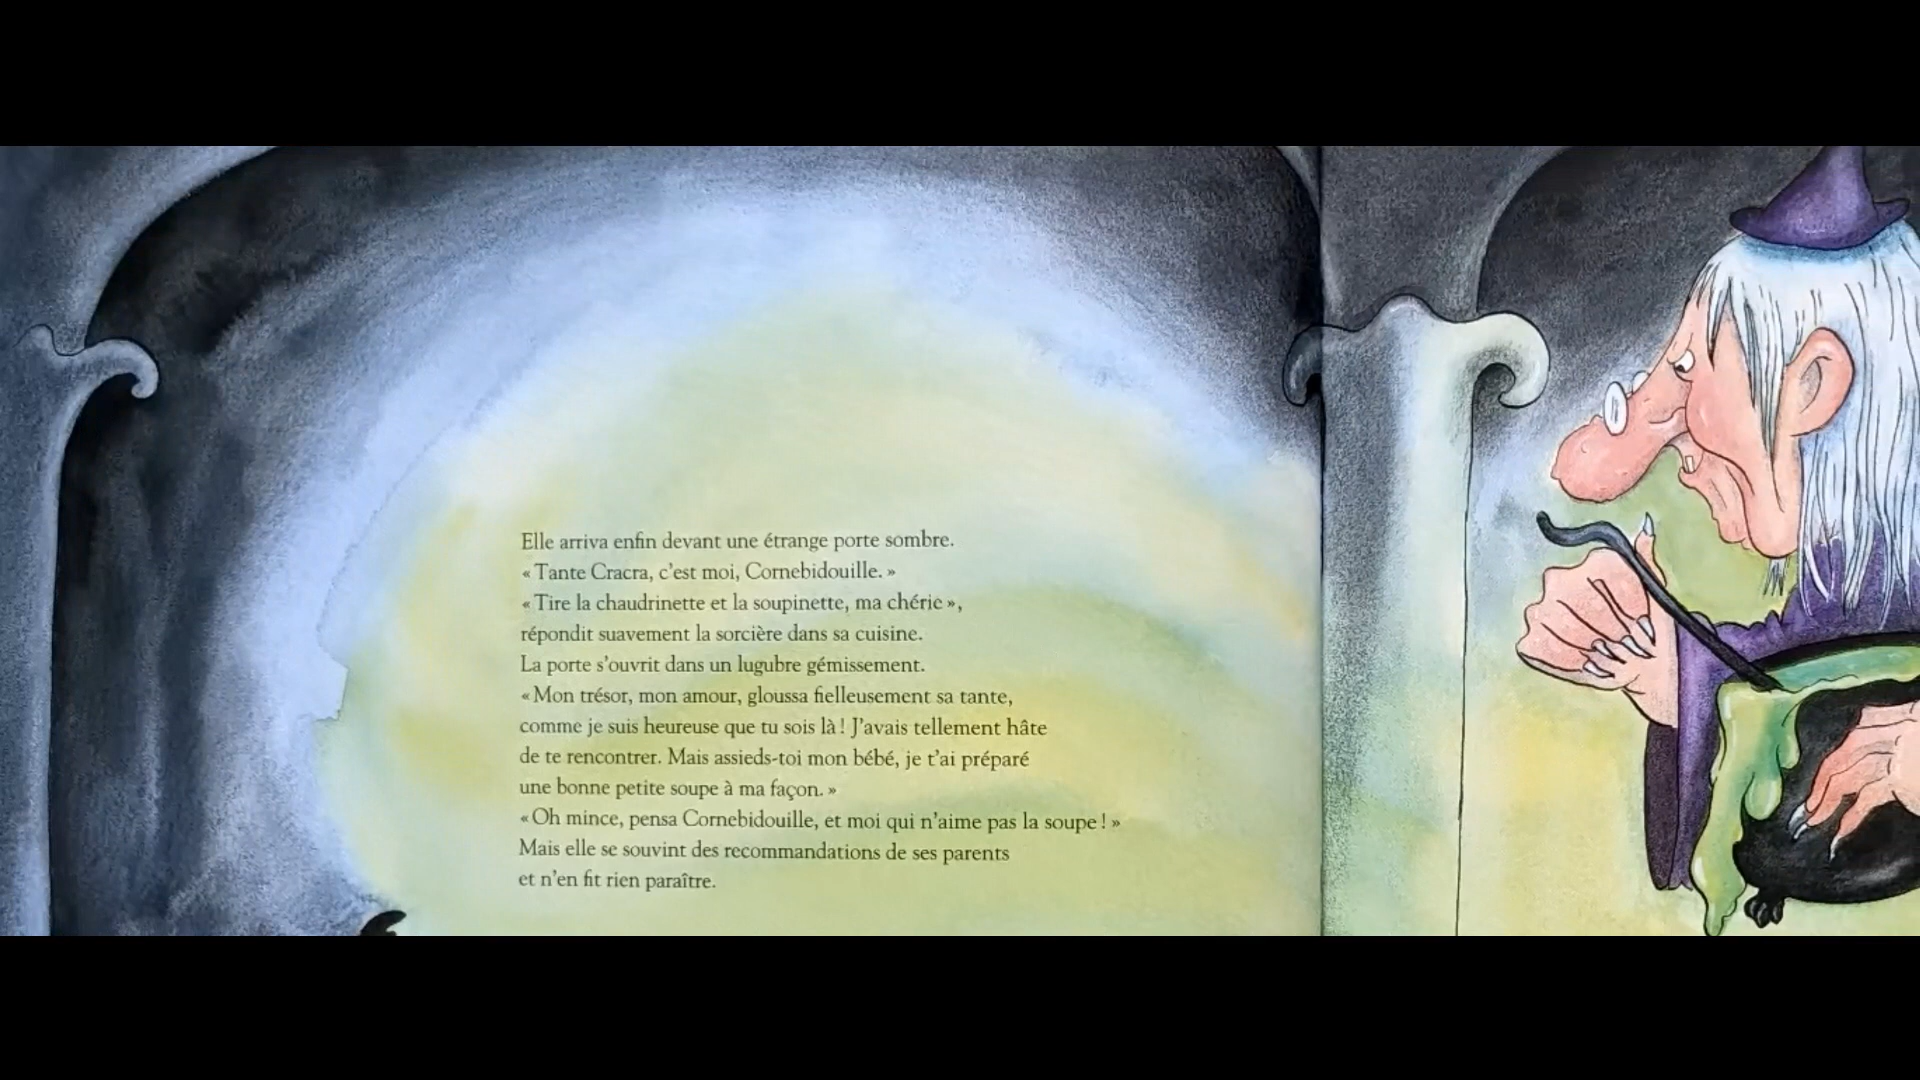 Elle arriva enfin devant une étrange porte sombre.
« Tante Cracra, c'est moi, Cornebidouille. »
« Tire la chaudrinette et la soupinette, ma chérie »,
répondit suavement la sorcière dans sa cuisine.
La porte s'ouvrit dans un lugubre gémissement.
« Mon trésor, mon amour, gloussa fielleusement sa tante,
comme je suis heureuse que tu sois là ! J'avais tellement hâte
de te rencontrer. Mais assieds-toi mon bébé, je t'ai préparé
une bonne petite soupe à ma façon. »
« Oh mince, pensa Cornebidouille, et moi qui n'aime pas la soupe ! »
Mais elle se souvint des recommandations de ses parents
et n'en fit rien paraître.